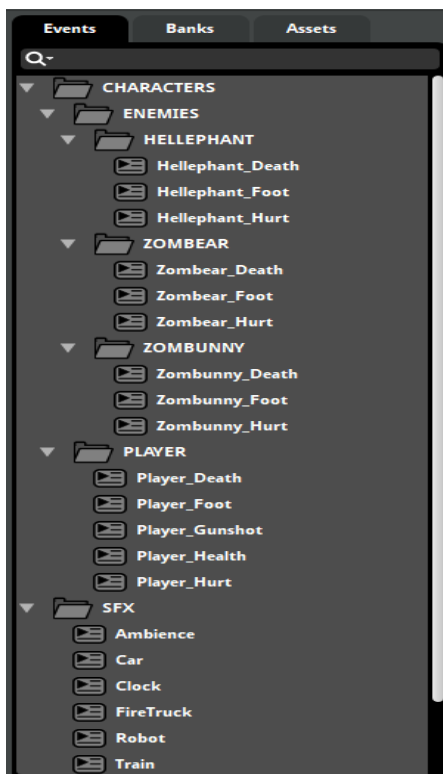 Events Banks Assets
CHARACTERS
ENEMIES
HELLEPHANT
Hellephant_Death
Hellephant_Foot
Hellephant_Hurt
ZOMBEAR
Zombear_Death
Zombear_Foot
Zombear_Hurt
ZOMBUNNY
Zombunny_Death
Zombunny_Foot
Zombunny_Hurt
PLAYER
Player_Death
Player_Foot
Player_Gunshot
Player_Health
Player_Hurt
SFX
Ambience
Car
Clock
FireTruck
Robot
Train